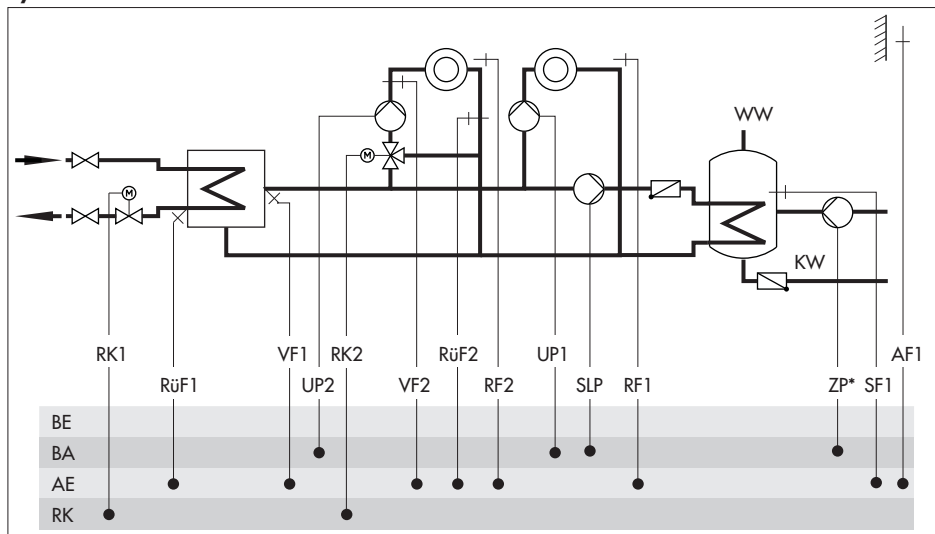 WW
M
M
KW
RK1 VF1 RK2 RüF2 UP1 AF1
RüF1 UP2 VF2 RF2 SLP RF1 ZP* SF1
BE
BA
AE
RK